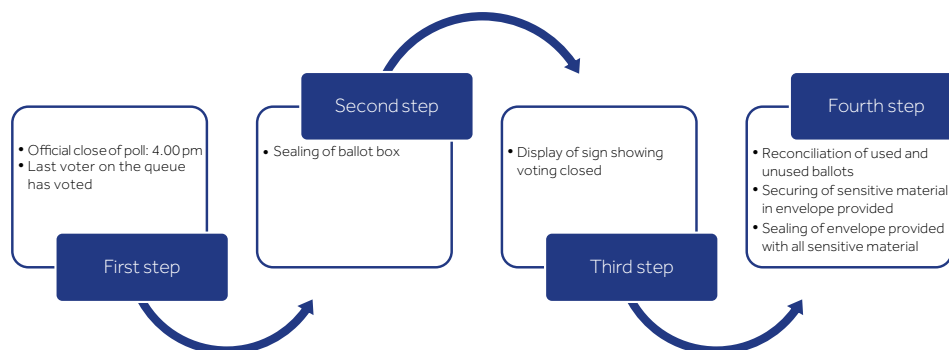 • Official close of poll: 4.00 pm
• Last voter on the queue
has voted
First step
Second step
• Sealing of ballot box
• Display of sign showing
voting closed
Third step
Fourth step
• Reconciliation of used and
unused ballots
• Securing of sensitive material
in envelope provided
• Sealing of envelope provided
with all sensitive material